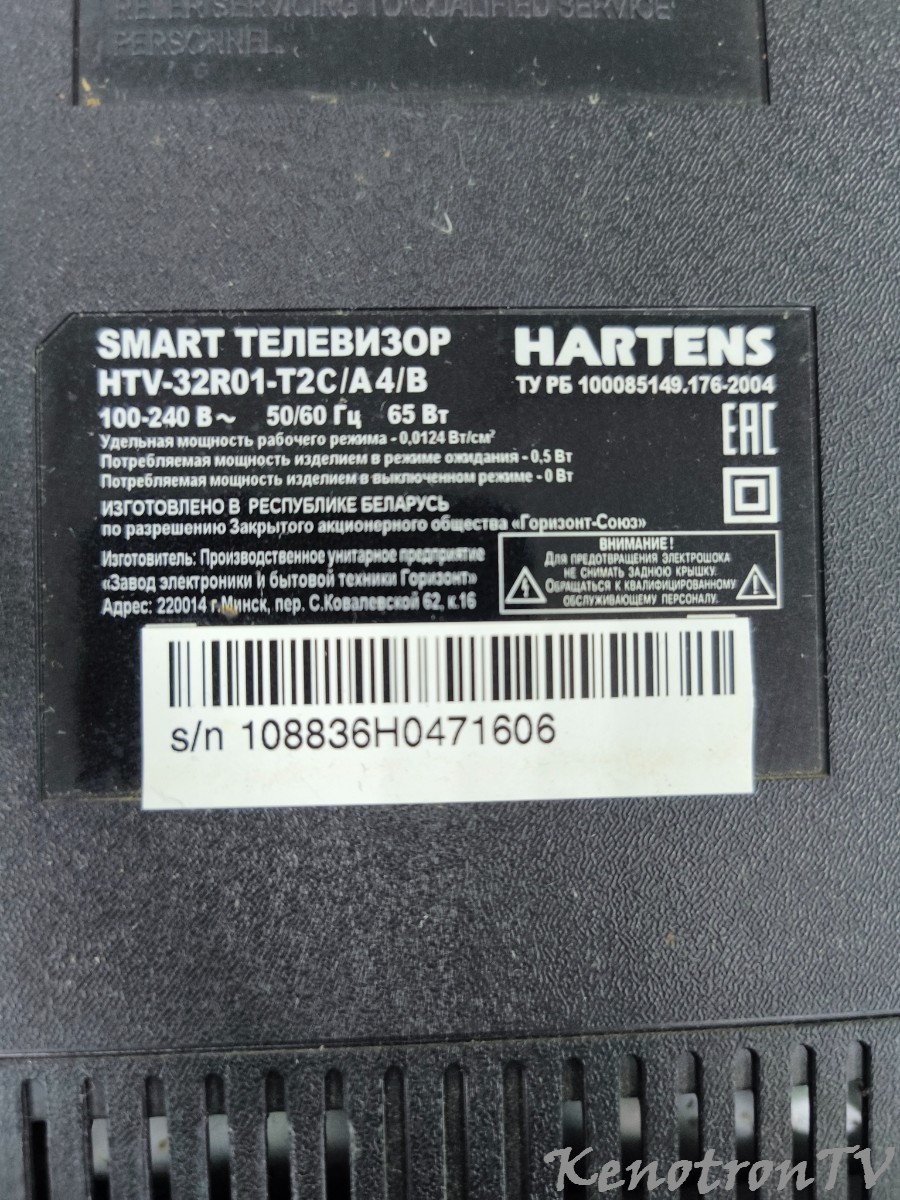 REFER SERVICING TO QUALIFIED SERVICE
PERSONNEL.
SMART ТЕЛЕВИЗОР
HTV-32R01-T2C/A4/B
100-240 В~ 50/60 Гц 65 Вт
Удельная мощность рабочего режима - 0,0124 Вт/см²
Потребляемая мощность изделием в режиме ожидания - 0,5 Вт
Потребляемая мощность изделием в выключенном режиме - 0 Вт
HARTENS
ТУ РБ 100085149.176-2004
EAC
ИЗГОТОВЛЕНО В РЕСПУБЛИКЕ БЕЛАРУСЬ
по разрешению Закрытого акционерного общества «Горизонт-Союз»
Изготовитель: Производственное унитарное предприятие
«Завод электроники и бытовой техники Горизонт»
Адрес: 220014 г.Минск, пер. С.Ковалевской 62, к.16
ВНИМАНИЕ !
Для предотвращения электрошока
не снимать заднюю крышку.
Обращаться к квалифицированному
обслуживающему персоналу.
s/n 108836H0471606
KenotronTV